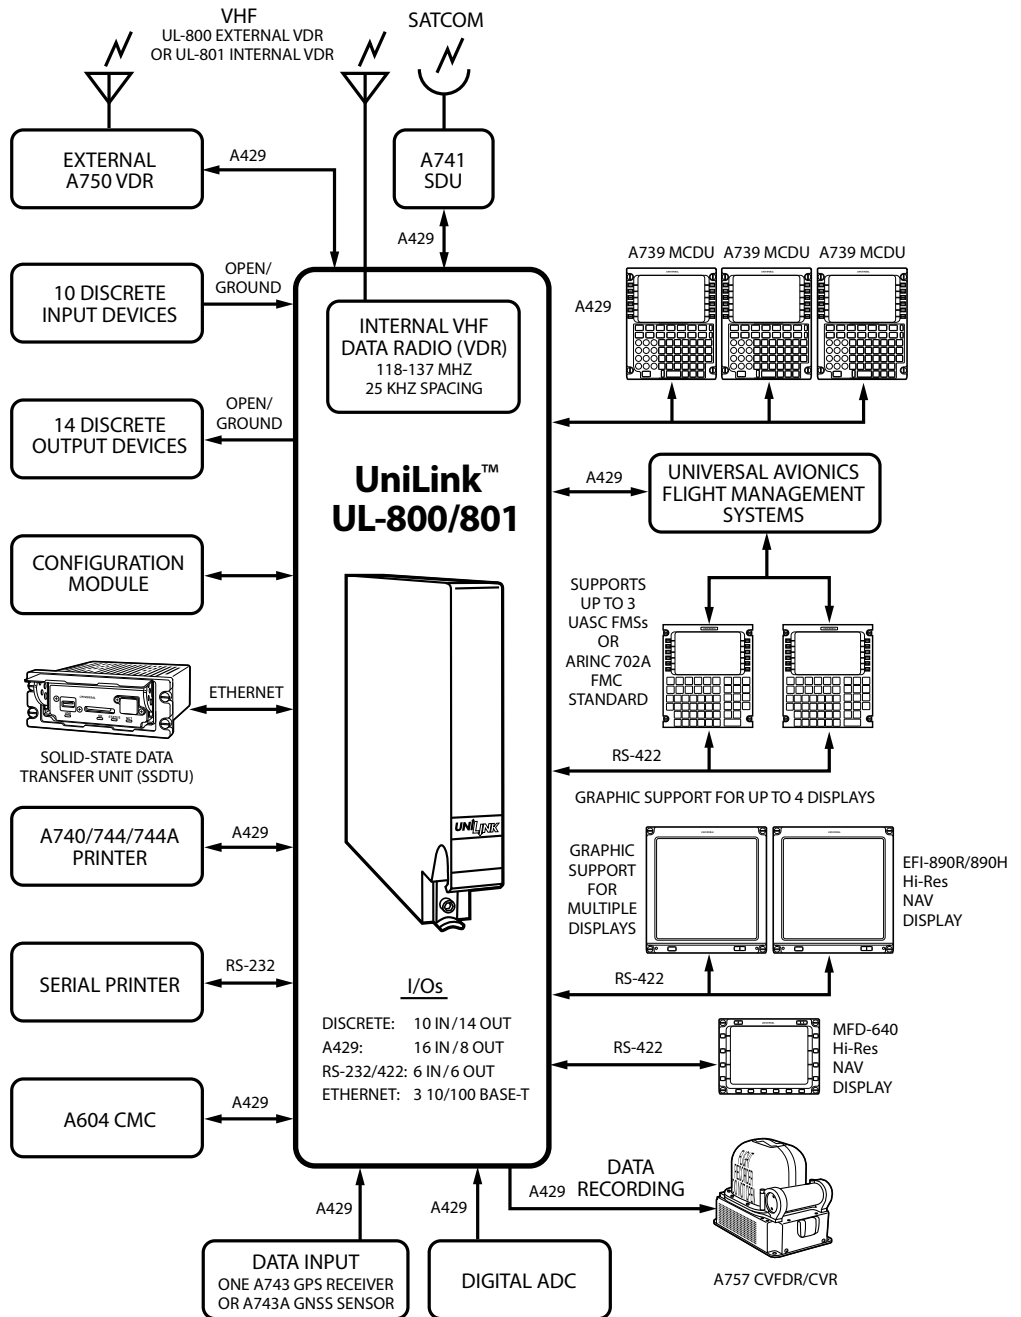 VHF
UL-800 EXTERNAL VDR
OR UL-801 INTERNAL VDR
SATCOM
EXTERNAL
A750 VDR
A429
A741
SDU
A429
10 DISCRETE
INPUT DEVICES
OPEN/
GROUND
14 DISCRETE
OUTPUT DEVICES
OPEN/
GROUND
CONFIGURATION
MODULE
ETHERNET
SOLID-STATE DATA
TRANSFER UNIT (SSDTU)
A740/744/744A
PRINTER
A429
SERIAL PRINTER
RS-232
A604 CMC
A429
INTERNAL VHF
DATA RADIO (VDR)
118-137 MHZ
25 KHZ SPACING
UniLink™
UL-800/801
UNILINK
I/Os
DISCRETE: 10 IN/14 OUT
A429: 16 IN/8 OUT
RS-232/422: 6 IN/6 OUT
ETHERNET: 3 10/100 BASE-T
A739 MCDU A739 MCDU A739 MCDU
A429
A429
UNIVERSAL AVIONICS
FLIGHT MANAGEMENT
SYSTEMS
SUPPORTS
UP TO 3
UASC FMSs
OR
ARINC 702A
FMC
STANDARD
RS-422
GRAPHIC SUPPORT FOR UP TO 4 DISPLAYS
GRAPHIC
SUPPORT
FOR
MULTIPLE
DISPLAYS
EFI-890R/890H
Hi-Res
NAV
DISPLAY
RS-422
RS-422
MFD-640
Hi-Res
NAV
DISPLAY
A429
DATA
RECORDING
A757 CVFDR/CVR
A429
DATA INPUT
ONE A743 GPS RECEIVER
OR A743A GNSS SENSOR
A429
DIGITAL ADC